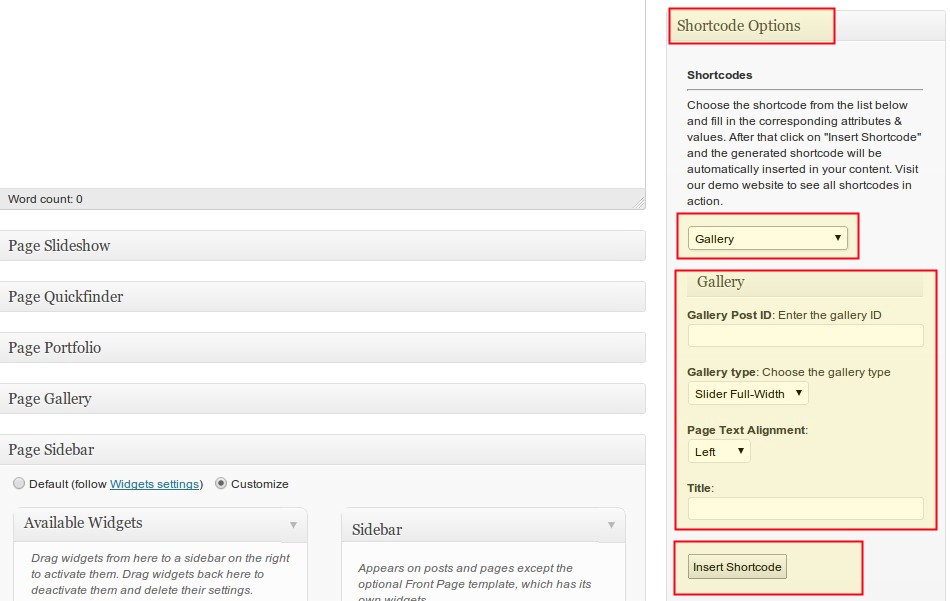 Word count: 0
Page Slideshow
Page Quickfinder
Page Portfolio
Page Gallery
Page Sidebar
Default (follow Widgets settings) Customize
Available Widgets
Drag widgets from here to a sidebar on the right
to activate them. Drag widgets back here to
deactivate them and delete their settings.
Sidebar
Appears on posts and pages except the
optional Front Page template, which has its
own widgets
Shortcode Options
Shortcodes
Choose the shortcode from the list below
and fill in the corresponding attributes &
values. After that click on "Insert Shortcode"
and the generated shortcode will be
automatically inserted in your content. Visit
our demo website to see all shortcodes in
action.
Gallery
Gallery
Gallery Post ID: Enter the gallery ID
Gallery type: Choose the gallery type
Slider Full-Width
Page Text Alignment:
Left
Title:
Insert Shortcode